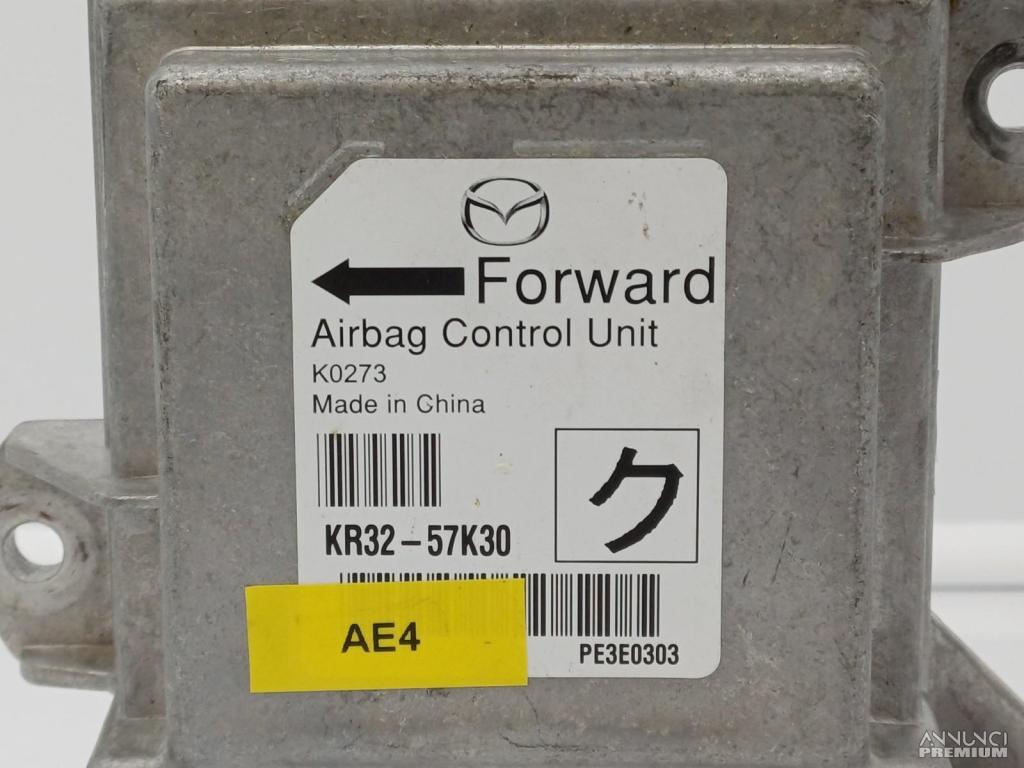 Forward
Airbag Control Unit
K0273
Made in China
ク
KR32-57K30
AE4
PE3E0303
ANNUNCI
PREMIUM